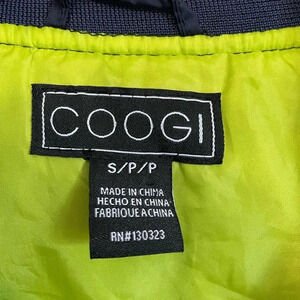 COOGI
S/P/P
MADE IN CHINA
HECHO EN CHINA
FABRIQUE A CHINA
RN#130323